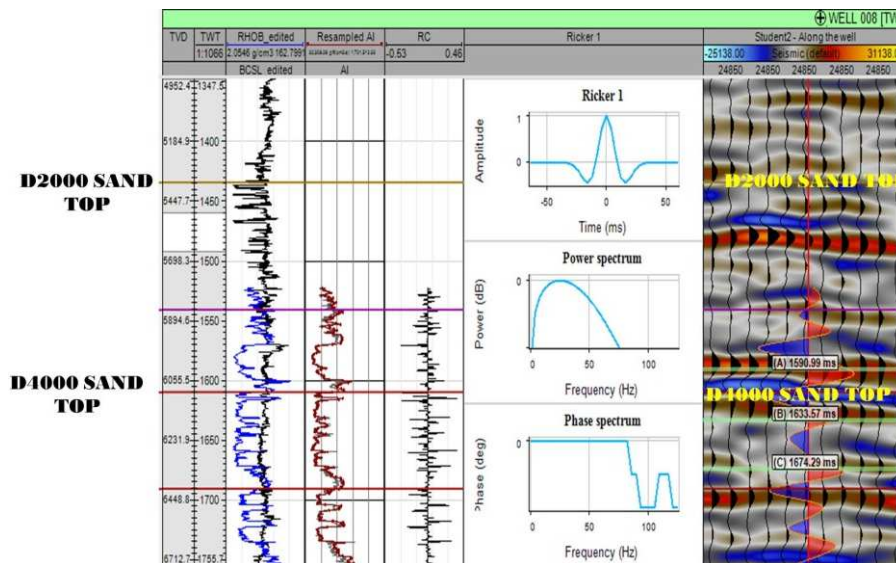 WELL 008 [TW
TVD TWT RHOB_edited Resampled AI RC Ricker 1 Student2 - Along the well
1:1066 2.0546 g/cm3 162.7991 -0.53 0.46 -25138.00 Seismic (default) 31138.0
BCSL_edited AI 24850 24850 24850 24850 24850
4952.4 1347.5
5184.9 1400
5447.7 1450
5698.3 1500
5894.6 1550
6055.5 1600
6231.9 1650
6448.8 1700
6712.7 1755.
D2000 SAND
TOP
D4000 SAND
TOP
Ricker 1
Amplitude
1
0
-50 0 50
Time (ms)
Power spectrum
Power (dB)
0
0 50 100
Frequency (Hz)
Phase spectrum
Phase (deg)
0
0 50 100
Frequency (Hz)
D2000 SAND TOP
(A) 1590.99 ms
D4000 SAND TOP
(B) 1633.57 ms
(C) 1674.29 ms